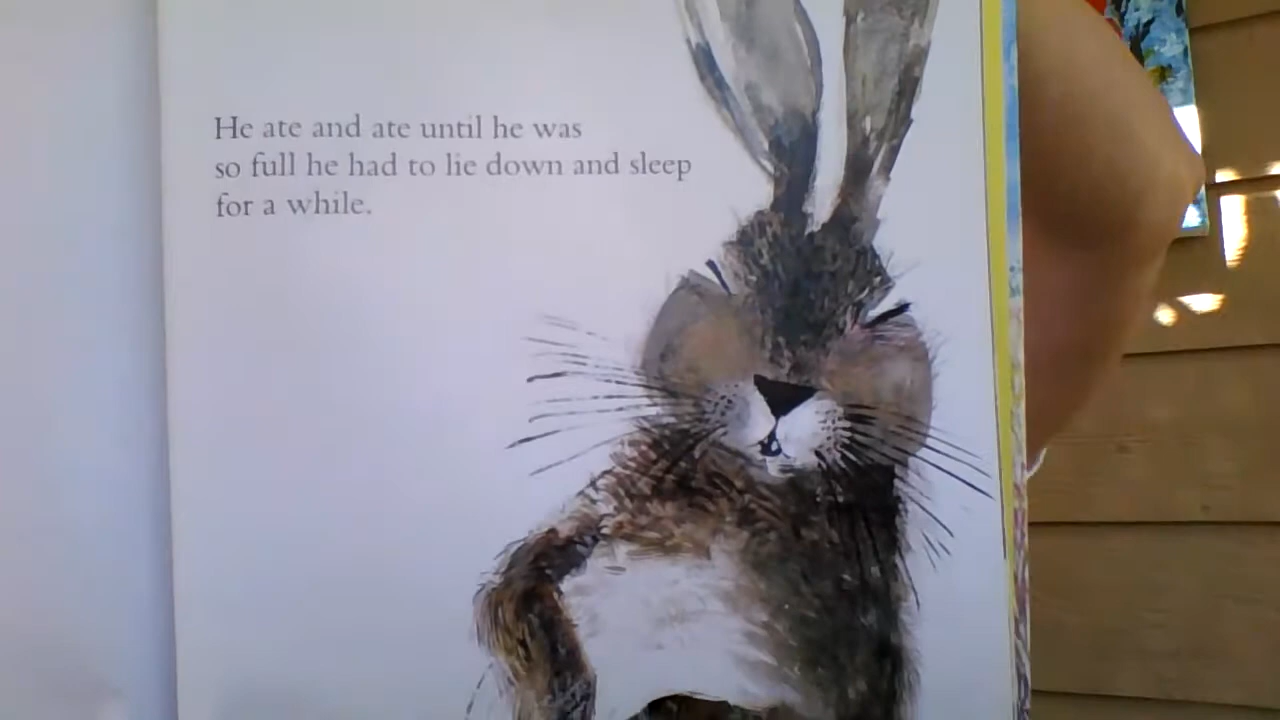 He ate and ate until he was
so full he had to lie down and sleep
for a while.